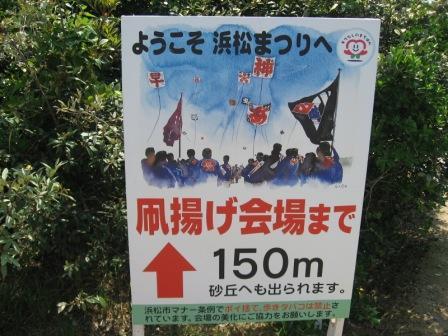 ようこそ 浜松まつりへ
早
沢
神
凧揚げ会場まで
150m
砂丘へも出られます。
浜松市マナー条例でポイ捨て、歩きタバコは禁止さ
れています。会場の美化にご協力をお願いします。